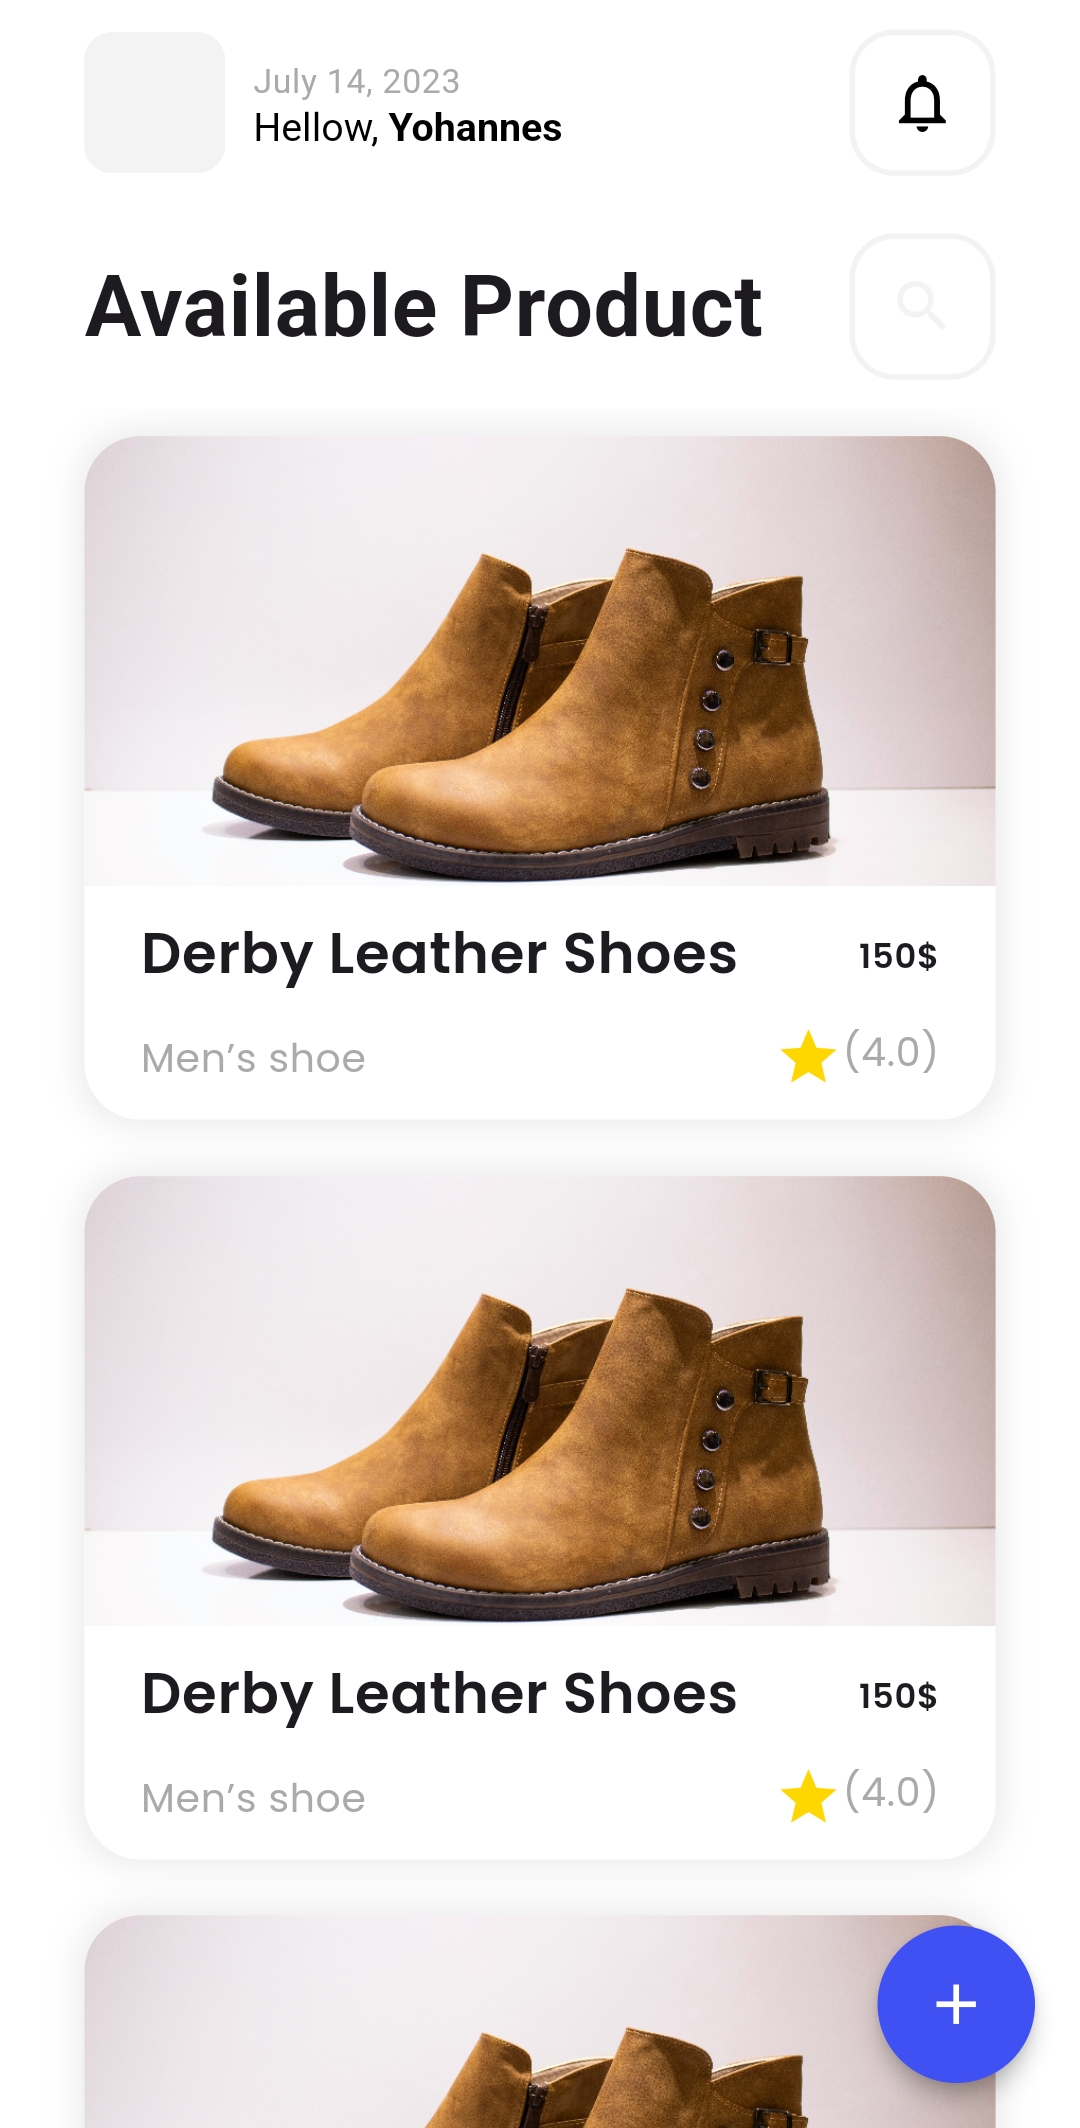 July 14, 2023
Hellow, Yohannes
Available Product
Derby Leather Shoes 150$
Men’s shoe (4.0)
Derby Leather Shoes 150$
Men’s shoe (4.0)